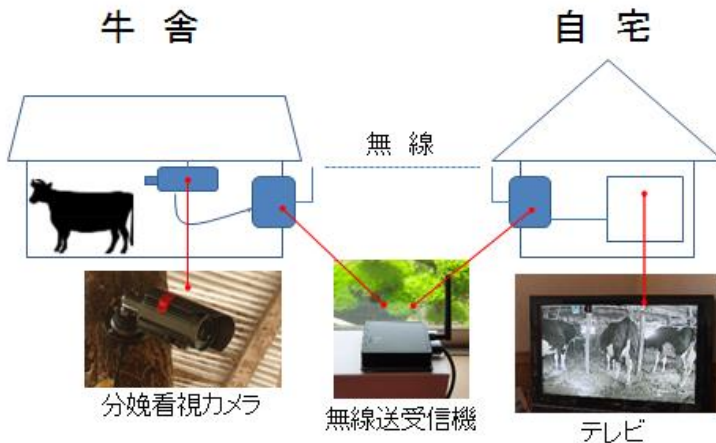 牛 舎
自 宅
無 線
分娩看視カメラ
無線送受信機
テレビ